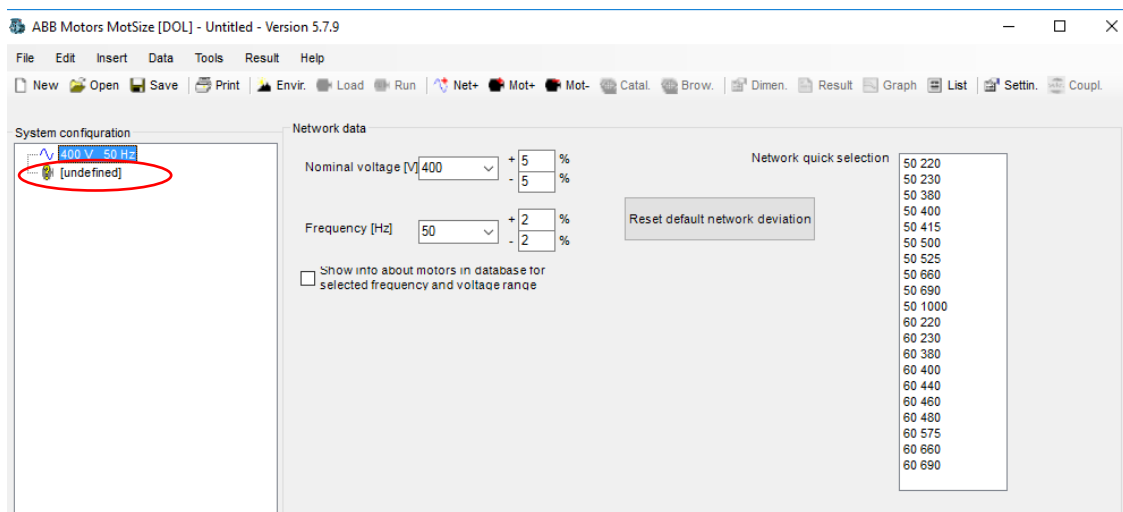 ABB Motors MotSize [DOL] - Untitled - Version 5.7.9
File Edit Insert Data Tools Result Help
New Open Save Print Envir. Load Run Net+ Mot+ Mot- Catal. Brow. Dimen. Result Graph List Settin. Coupl.
System configuration
400 V 50 Hz
[undefined]
Network data
Nominal voltage [V] 400 + 5 %
- 5 %
Frequency [Hz] 50 + 2 %
- 2 %
Show info about motors in database for
selected frequency and voltage range
Reset default network deviation
Network quick selection
50 220
50 230
50 380
50 400
50 415
50 500
50 525
50 660
50 690
50 1000
60 220
60 230
60 380
60 400
60 440
60 460
60 480
60 575
60 660
60 690